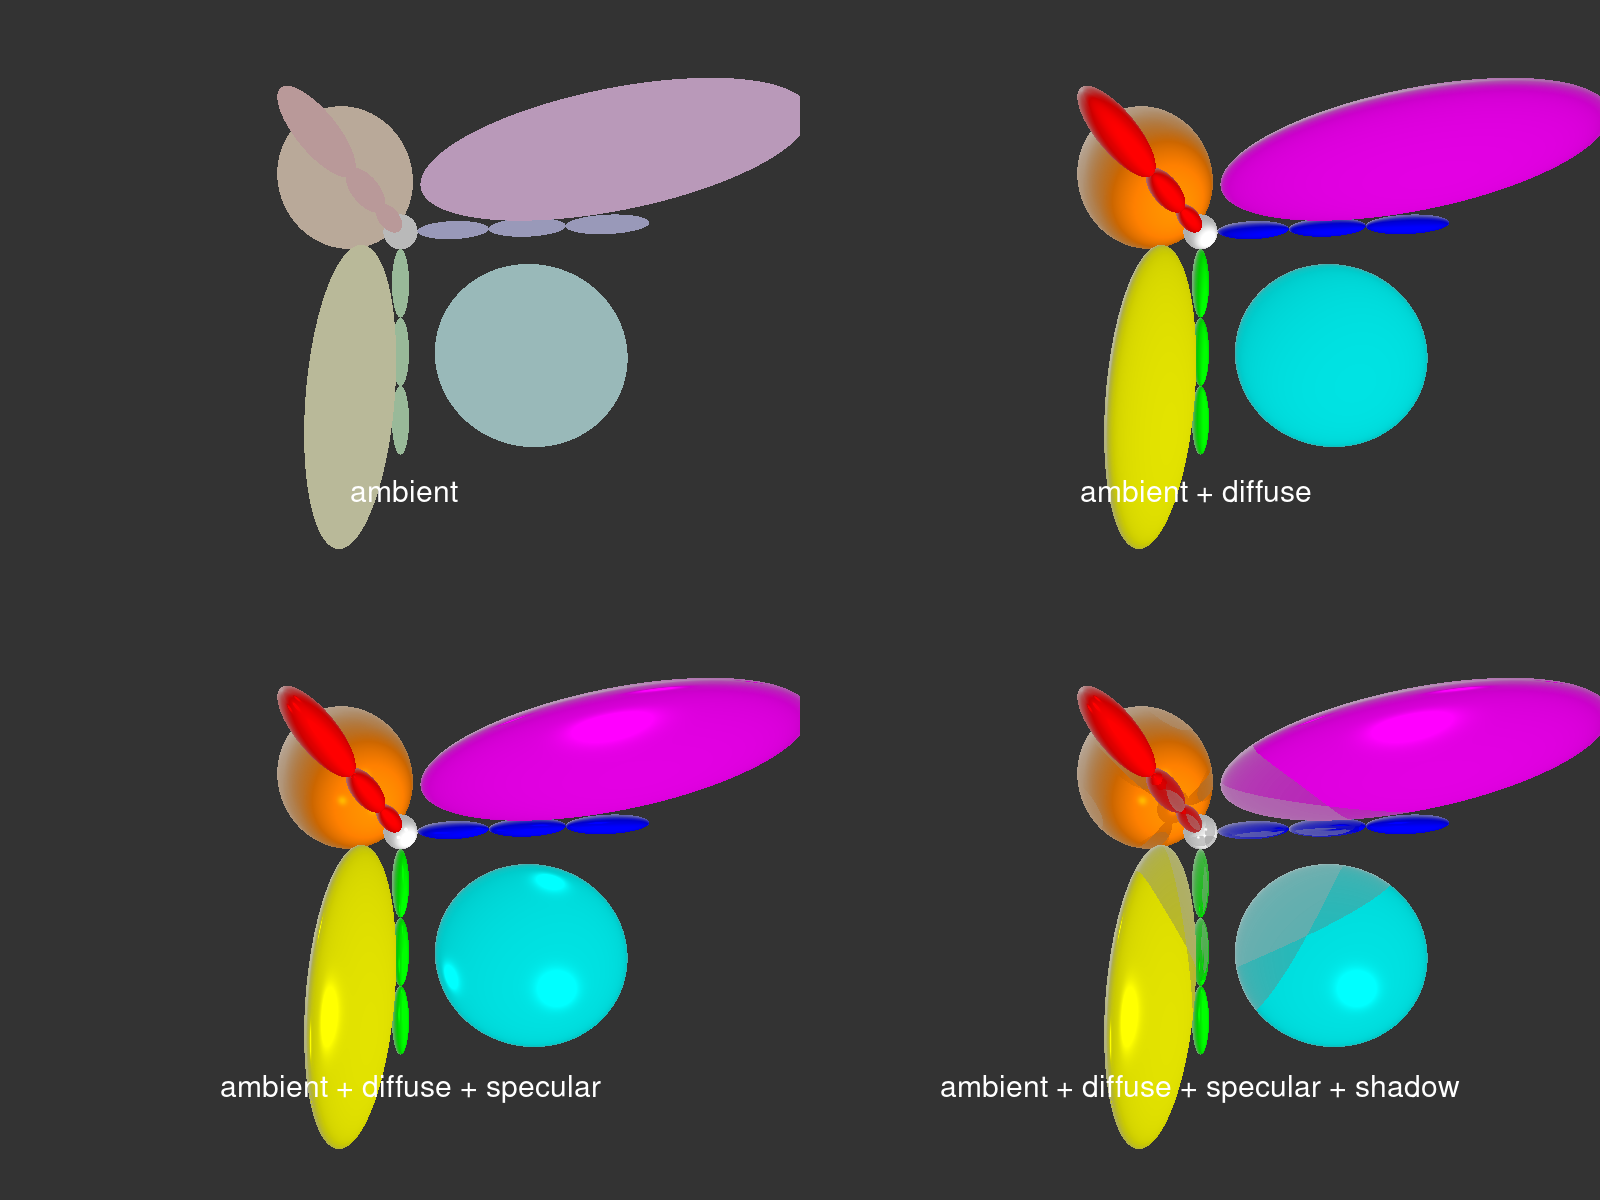 ambient
ambient + diffuse
ambient + diffuse + specular
ambient + diffuse + specular + shadow